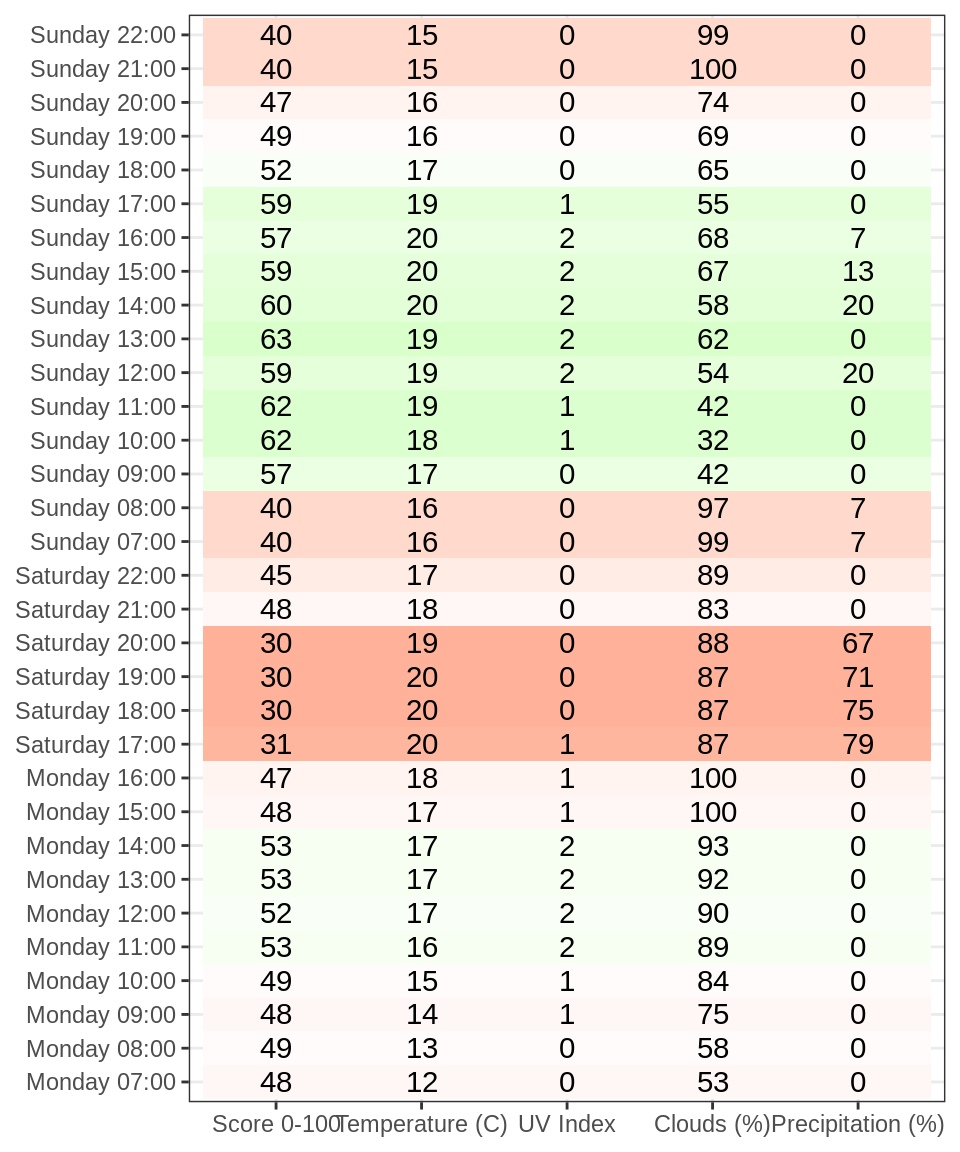 Sunday 22:00 40 15 0 99 0
Sunday 21:00 40 15 0 100 0
Sunday 20:00 47 16 0 74 0
Sunday 19:00 49 16 0 69 0
Sunday 18:00 52 17 0 65 0
Sunday 17:00 59 19 1 55 0
Sunday 16:00 57 20 2 68 7
Sunday 15:00 59 20 2 67 13
Sunday 14:00 60 20 2 58 20
Sunday 13:00 63 19 2 62 0
Sunday 12:00 59 19 2 54 20
Sunday 11:00 62 19 1 42 0
Sunday 10:00 62 18 1 32 0
Sunday 09:00 57 17 0 42 0
Sunday 08:00 40 16 0 97 7
Sunday 07:00 40 16 0 99 7
Saturday 22:00 45 17 0 89 0
Saturday 21:00 48 18 0 83 0
Saturday 20:00 30 19 0 88 67
Saturday 19:00 30 20 0 87 71
Saturday 18:00 30 20 0 87 75
Saturday 17:00 31 20 1 87 79
Monday 16:00 47 18 1 100 0
Monday 15:00 48 17 1 100 0
Monday 14:00 53 17 2 93 0
Monday 13:00 53 17 2 92 0
Monday 12:00 52 17 2 90 0
Monday 11:00 53 16 2 89 0
Monday 10:00 49 15 1 84 0
Monday 09:00 48 14 1 75 0
Monday 08:00 49 13 0 58 0
Monday 07:00 48 12 0 53 0
Score 0-100 Temperature (C) UV Index Clouds (%) Precipitation (%)